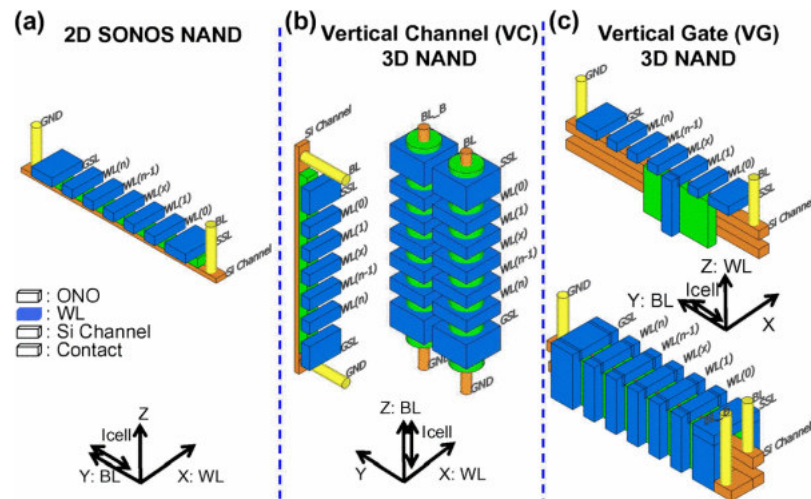 (a)
2D SONOS NAND
GND
GSL
WL(n)
WL(n-1)
WL(x)
WL(1)
WL(0)
BL
SSL
Si Channel
: ONO
: WL
: Si Channel
: Contact
Z
Icell
Y: BL
X: WL
(b)
Vertical Channel (VC)
3D NAND
Si Channel
BL
SSL
WL(0)
WL(1)
WL(x)
WL(n-1)
WL(n)
GSL
GND
BL_B
BL
SSL
WL(0)
WL(1)
WL(x)
WL(n-1)
WL(n)
GSL
GND
GND
Z: BL
Icell
Y
X: WL
(c)
Vertical Gate (VG)
3D NAND
GND
GSL
WL(n)
WL(n-1)
WL(x)
WL(1)
WL(0)
BL
SSL
Si Channel
Z: WL
Icell
Y: BL
X
GND
GSL
WL(n)
WL(n-1)
WL(x)
WL(1)
WL(0)
BL
SSL
Si Channel